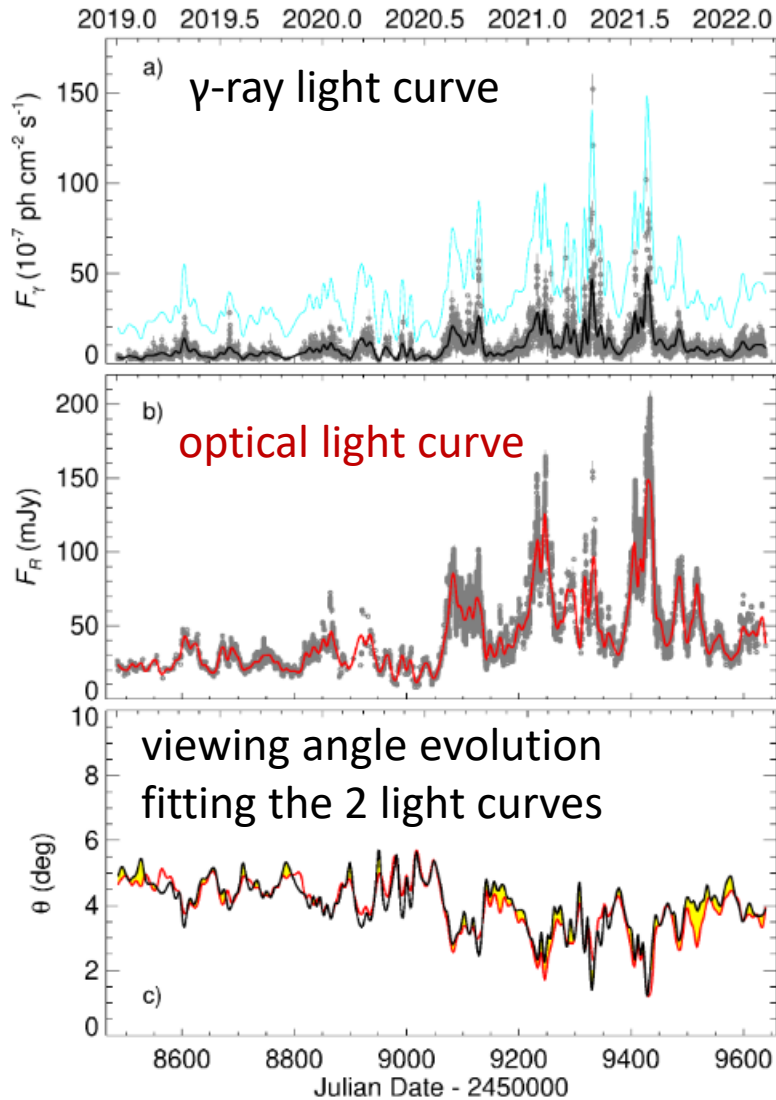 2019.0 2019.5 2020.0 2020.5 2021.0 2021.5 2022.0
a)
γ-ray light curve
150
100
50
0
Fγ (10⁻⁷ ph cm⁻² s⁻¹)
b)
optical light curve
200
150
100
50
0
F_R (mJy)
10
8
6
4
2
0
θ (deg)
viewing angle evolution
fitting the 2 light curves
c)
8600 8800 9000 9200 9400 9600
Julian Date - 2450000